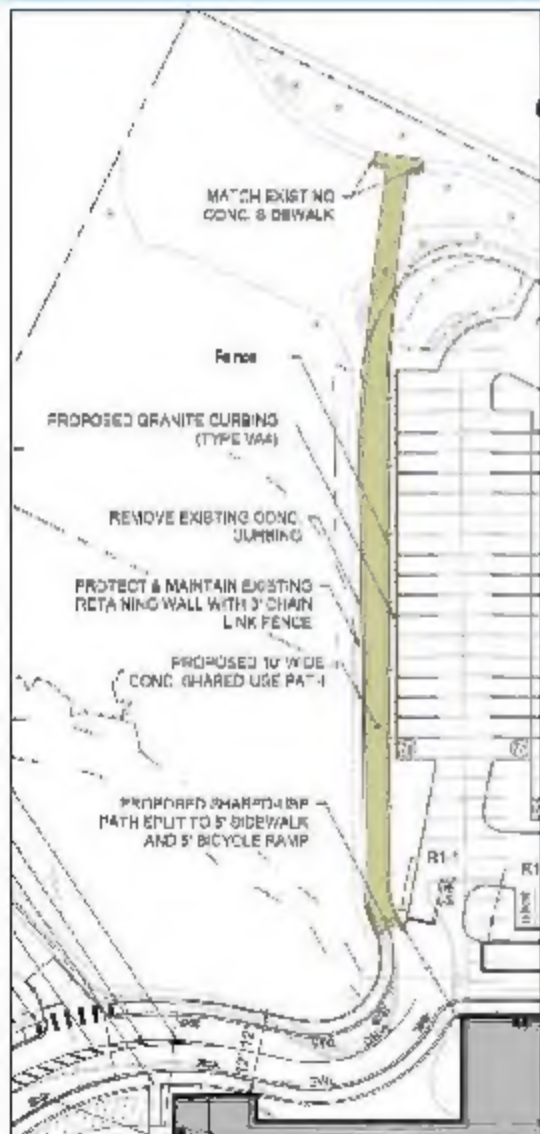 MATCH EXISTING
CONC. SIDEWALK
Fence
PROPOSED GRANITE CURBING
(TYPE VA4)
REMOVE EXISTING CONC.
CURBING
PROTECT & MAINTAIN EXISTING
RETAINING WALL WITH 3' CHAIN
LINK FENCE
PROPOSED 10' WIDE
CONC. SHARED USE PATH
PROPOSED SHARED-USE
PATH SPLIT TO 5' SIDEWALK
AND 5' BICYCLE RAMP
R1-1
R1
12'
12'